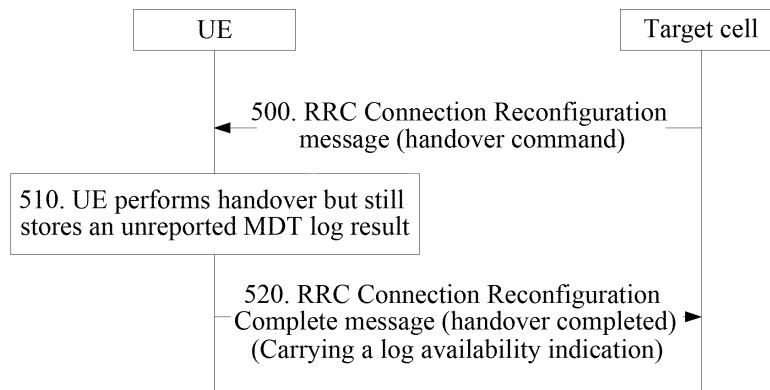 UE
Target cell
500. RRC Connection Reconfiguration
message (handover command)
510. UE performs handover but still
stores an unreported MDT log result
520. RRC Connection Reconfiguration
Complete message (handover completed)
(Carrying a log availability indication)